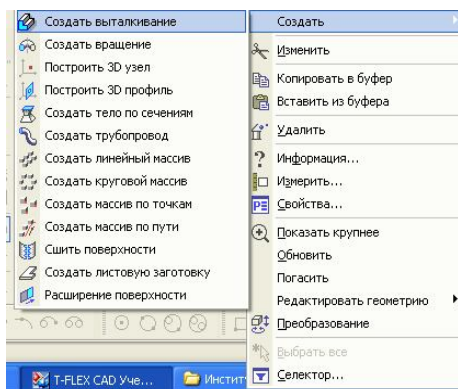 Создать выталкивание
Создать вращение
Построить 3D узел
Построить 3D профиль
Создать тело по сечениям
Создать трубопровод
Создать линейный массив
Создать круговой массив
Создать массив по точкам
Создать массив по пути
Сшить поверхности
Создать листовую заготовку
Расширение поверхности
Создать
Изменить
Копировать в буфер
Вставить из буфера
Удалить
Информация...
Измерить...
Свойства...
Показать крупнее
Обновить
Погасить
Редактировать геометрию
Преобразование
Выбрать все
Селектор...
T-FLEX CAD Уче...
Инстит